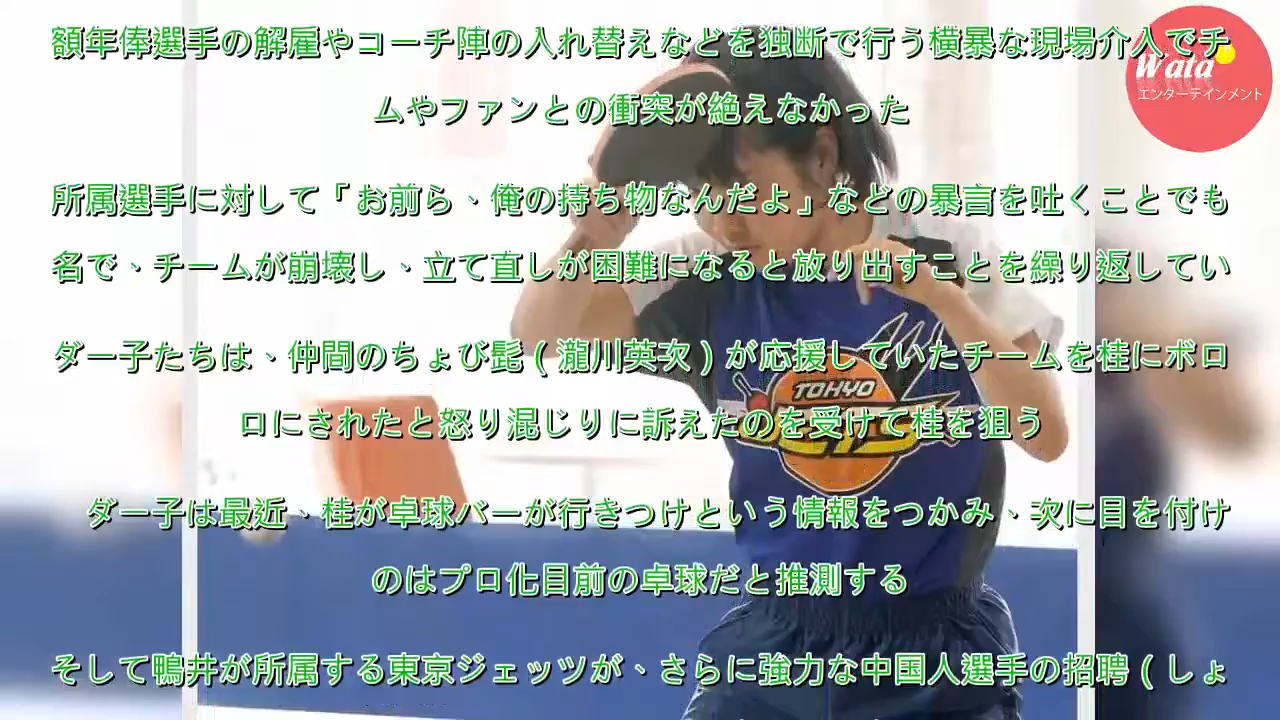 額年俸選手の解雇やコーチ陣の入れ替えなどを独断で行う横暴な現場介入でチ
ムやファンとの衝突が絶えなかった
所属選手に対して「お前ら、俺の持ち物なんだよ」などの暴言を吐くことでも
名で、チームが崩壊し、立て直しが困難になると放り出すことを繰り返してい
ダー子たちは、仲間のちょび髭(瀧川英次)が応援していたチームを桂にボロ
ロにされたと怒り混じりに訴えたのを受けて桂を狙う
ダー子は最近、桂が卓球バーが行きつけという情報をつかみ、次に目を付け
のはプロ化目前の卓球だと推測する
そして鴨井が所属する東京ジェッツが、さらに強力な中国人選手の招聘(しょ
Wata
エンターテインメント
TOHYO
JETS